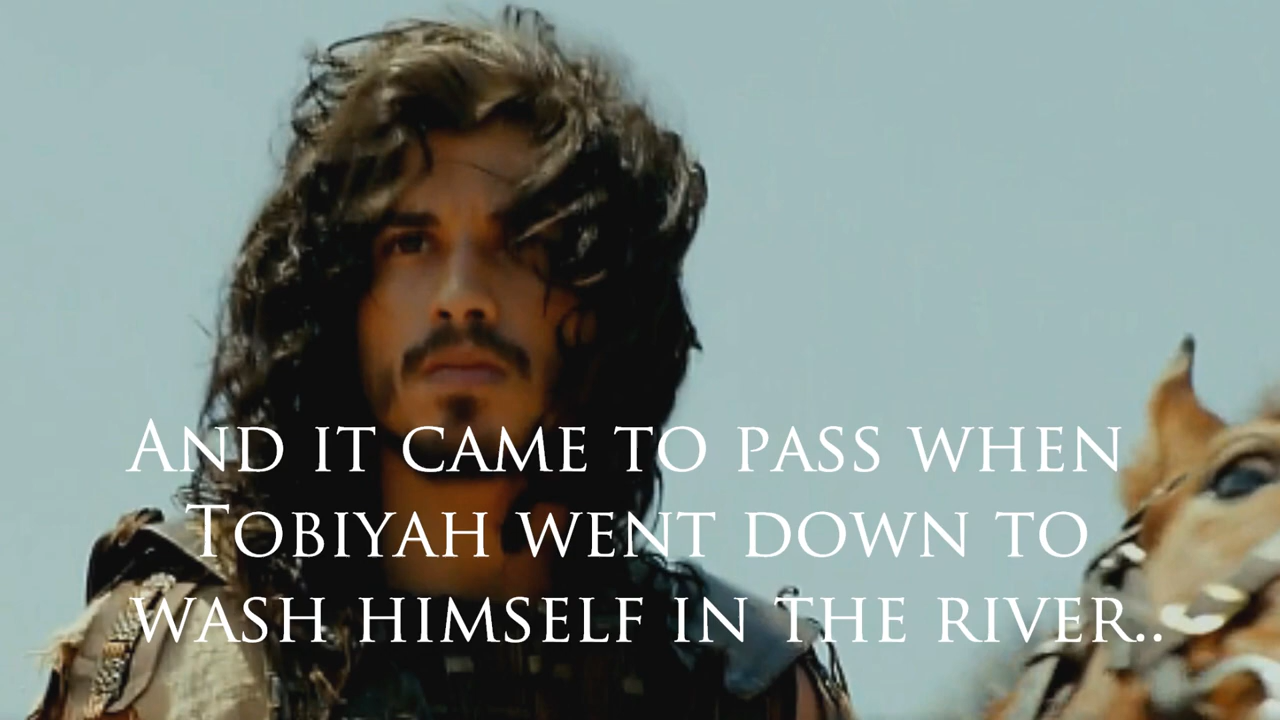 And it came to pass when
Tobiyah went down to
wash himself in the river..